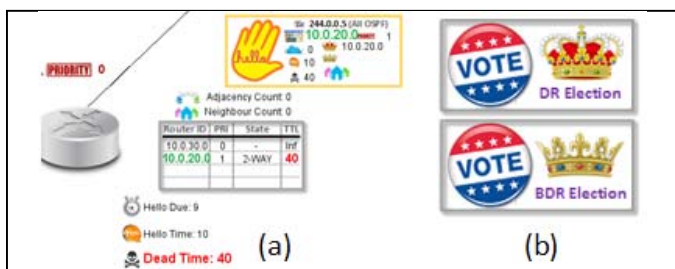 To: 244.0.0.5 (All OSPF)
10.0.20.0 PRIORITY 1
hello
0 10.0.20.0
10
40
. PRIORITY 0
Adjacency Count: 0
Neighbour Count: 0
Router ID PRI State TTL
10.0.30.0 0 - Inf
10.0.20.0 1 2-WAY 40
Hello Due: 9
Hello Time: 10
Dead Time: 40
(a)
VOTE
DR Election
VOTE
BDR Election
(b)